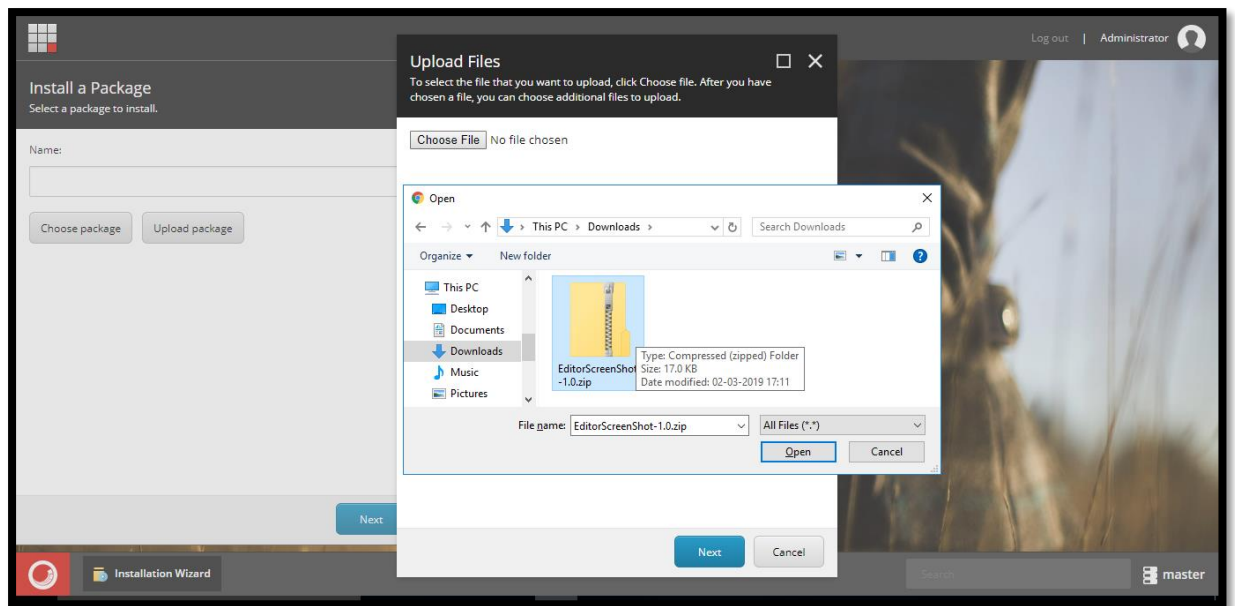 Log out | Administrator
Install a Package
Select a package to install.
Name:
Choose package
Upload package
Next
Upload Files
To select the file that you want to upload, click Choose file. After you have
chosen a file, you can choose additional files to upload.
Choose File No file chosen
Open
This PC > Downloads >
Search Downloads
Organize
New folder
This PC
Desktop
Documents
Downloads
Music
Pictures
EditorScreenShot
-1.0.zip
Type: Compressed (zipped) Folder
Size: 17.0 KB
Date modified: 02-03-2019 17:11
File name: EditorScreenShot-1.0.zip
All Files (*.*)
Open
Cancel
Next
Cancel
Installation Wizard
Search
master